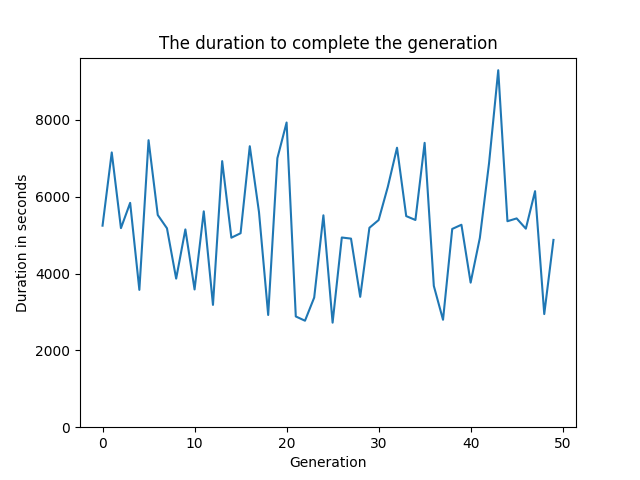 The duration to complete the generation
Duration in seconds
8000
6000
4000
2000
0
0 10 20 30 40 50
Generation